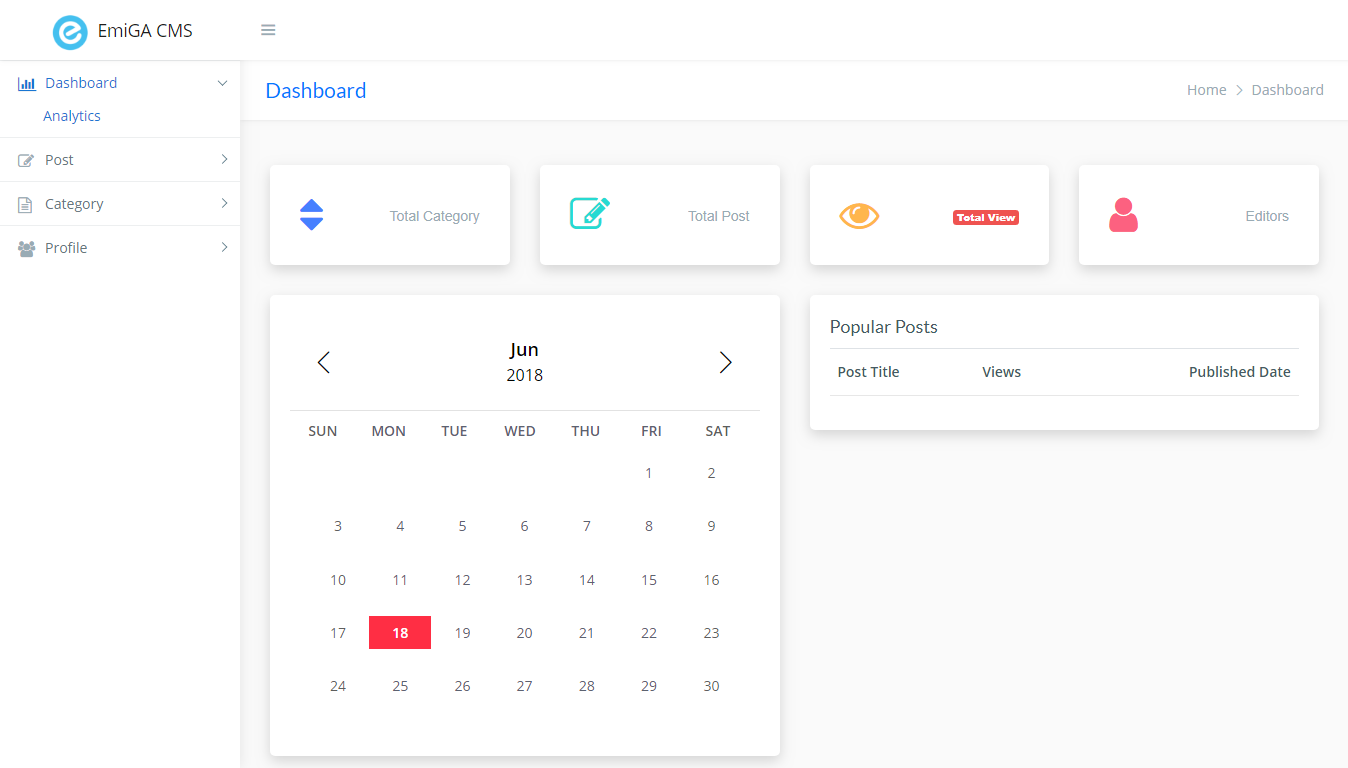 EmiGA CMS
Dashboard
Analytics
Post
Category
Profile
Dashboard
Home > Dashboard
Total Category
Total Post
Total View
Editors
Jun
2018
SUN MON TUE WED THU FRI SAT
1 2
3 4 5 6 7 8 9
10 11 12 13 14 15 16
17 18 19 20 21 22 23
24 25 26 27 28 29 30
Popular Posts
Post Title Views Published Date